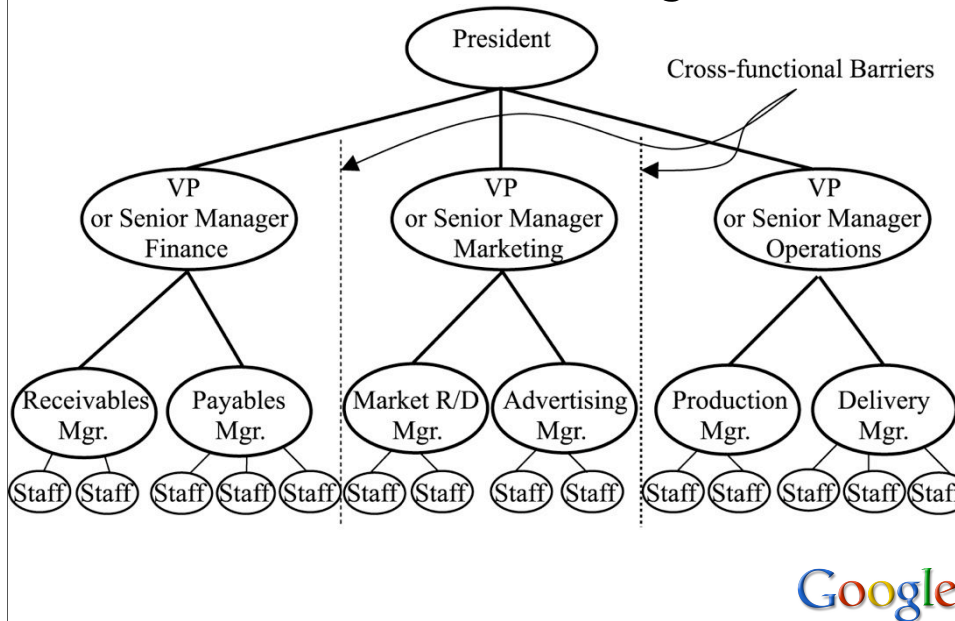 President
Cross-functional Barriers
VP
or Senior Manager
Finance
VP
or Senior Manager
Marketing
VP
or Senior Manager
Operations
Receivables
Mgr.
Payables
Mgr.
Market R/D
Mgr.
Advertising
Mgr.
Production
Mgr.
Delivery
Mgr.
Staff Staff Staff Staff Staff Staff Staff Staff Staff Staff Staff Staff Staff Staff
Google